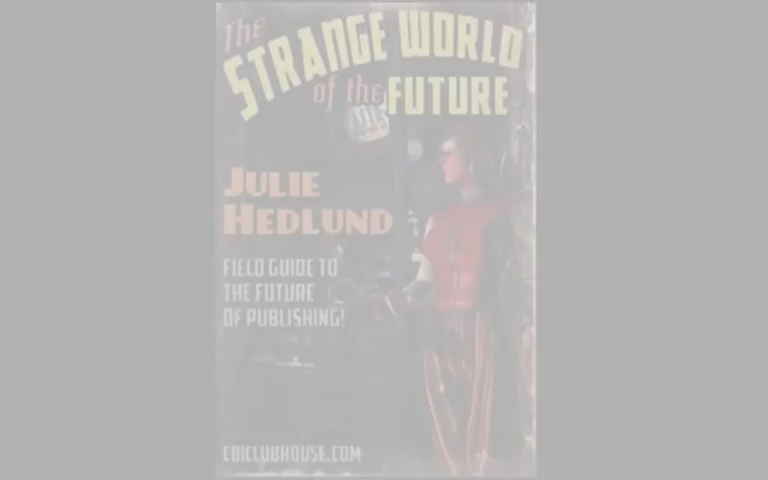 The
STRANGE WORLD
of the FUTURE
JULIE
HEDLUND
FIELD GUIDE TO
THE FUTURE
OF PUBLISHING!
CBICLUBHOUSE.COM